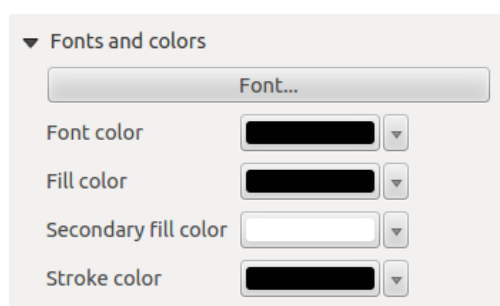 Fonts and colors
Font...
Font color
Fill color
Secondary fill color
Stroke color